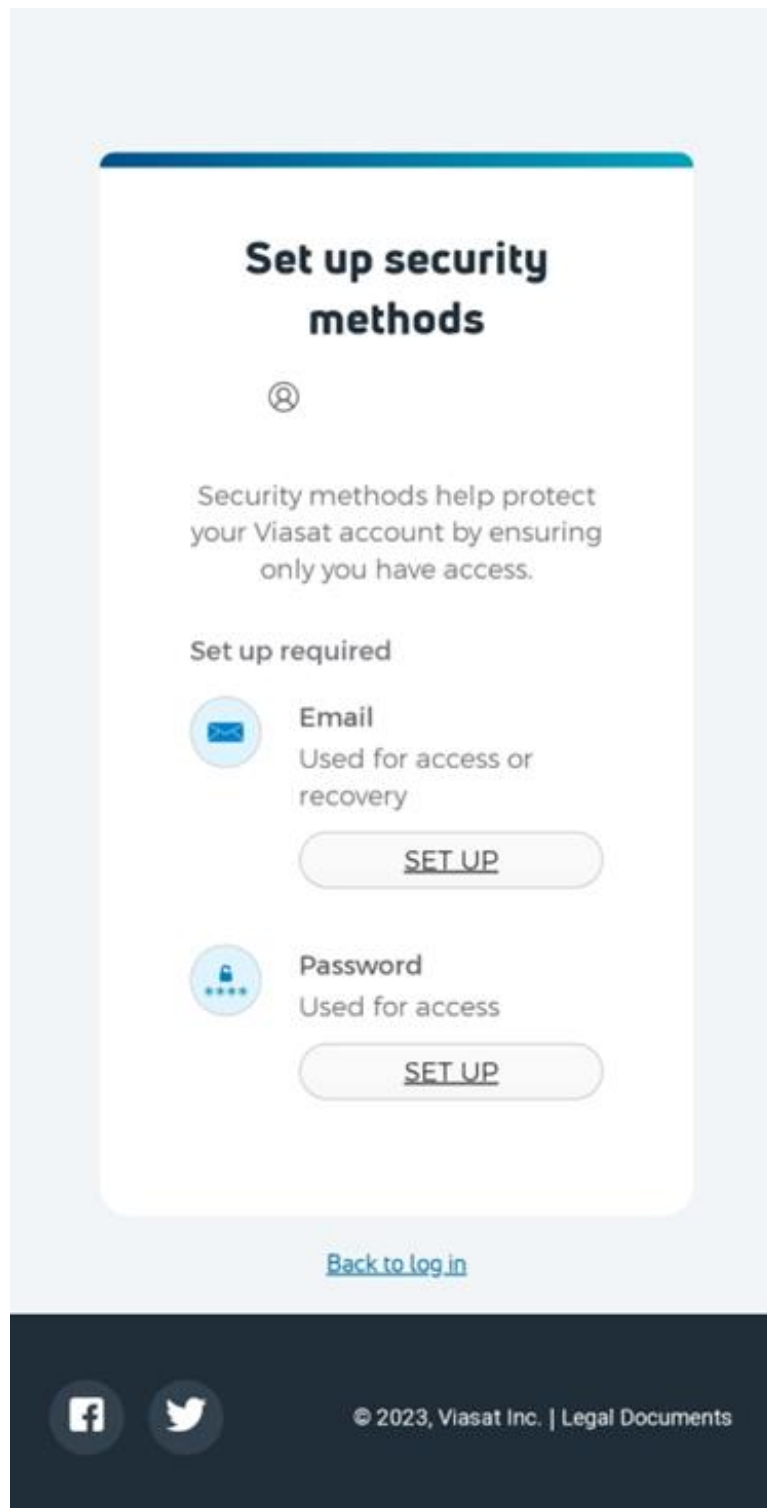 Set up security
methods
Security methods help protect
your Viasat account by ensuring
only you have access.
Set up required
Email
Used for access or
recovery
SET UP
Password
Used for access
SET UP
Back to log in
© 2023, Viasat Inc. | Legal Documents